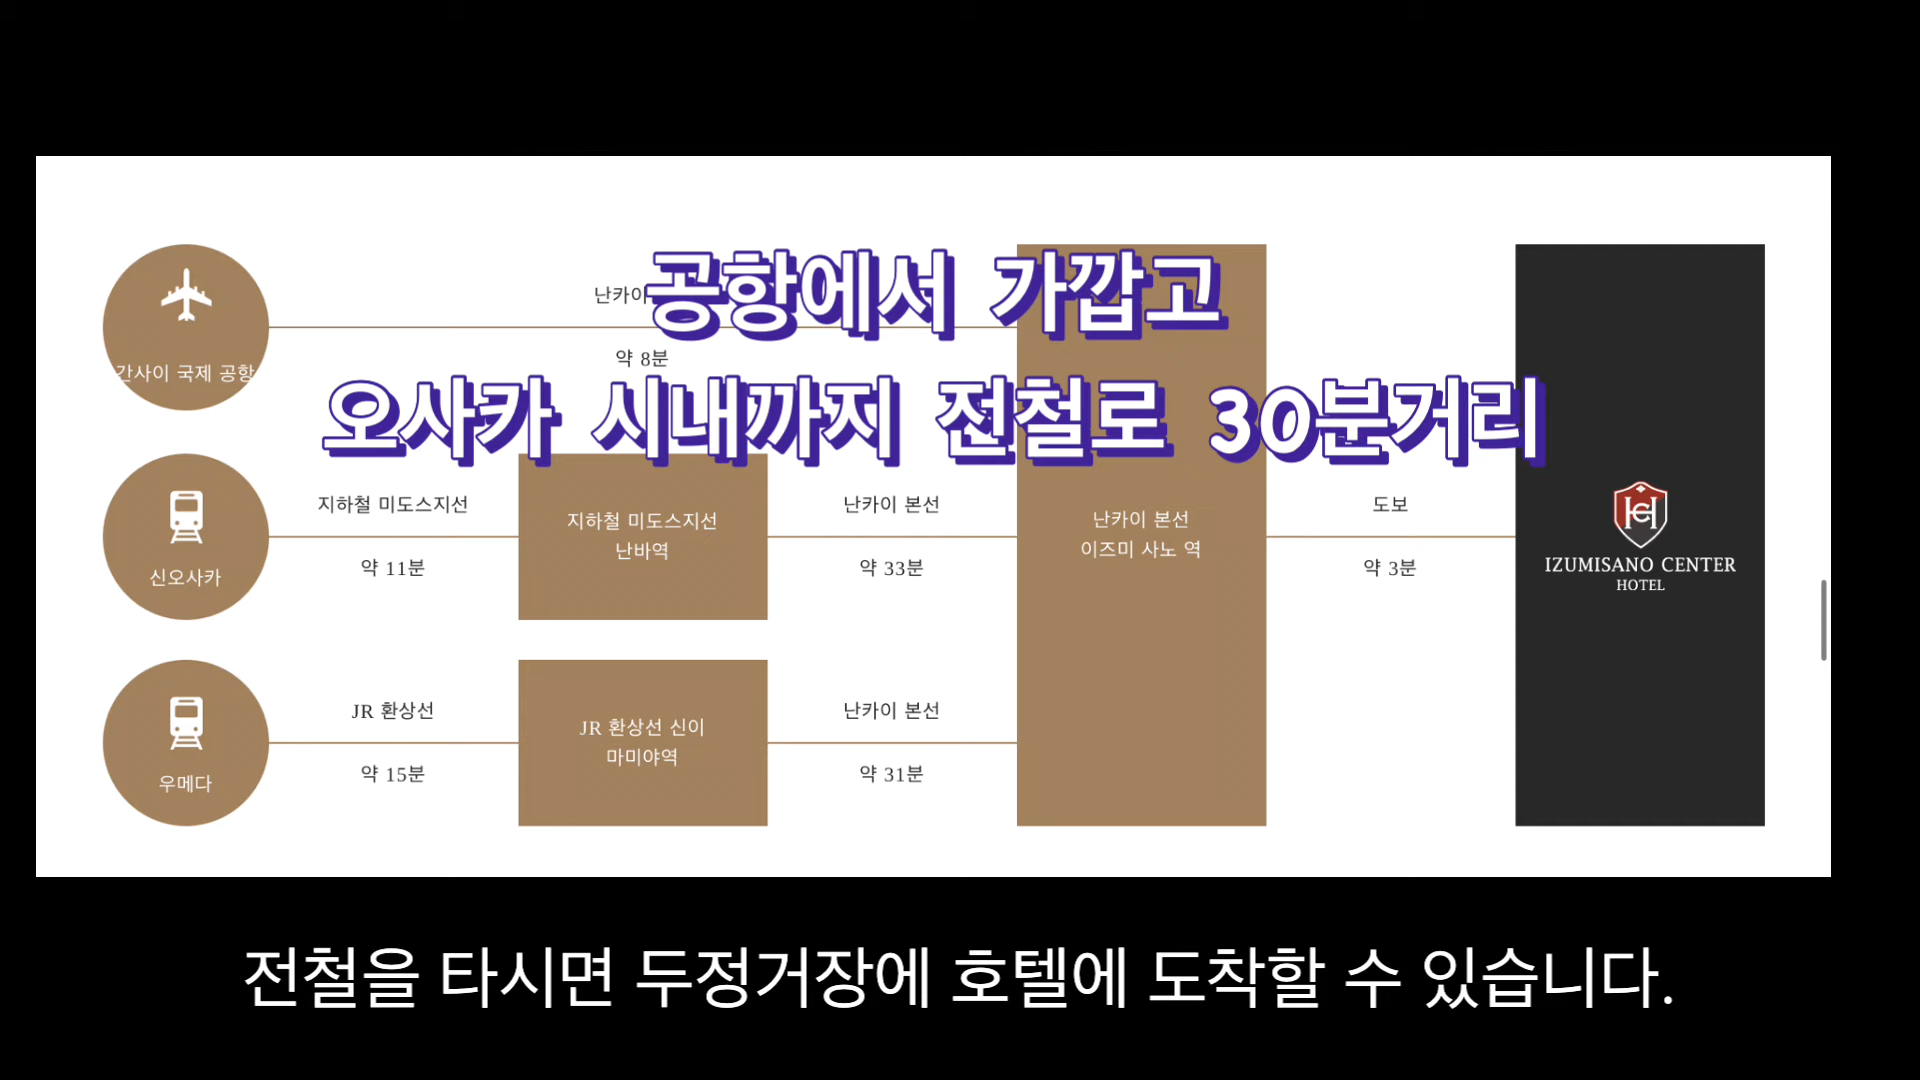 공항에서 가깝고
오사카 시내까지 전철로 30분거리
간사이 국제 공항
난카이
약 8분
신오사카
지하철 미도스지선
약 11분
지하철 미도스지선
난바역
난카이 본선
약 33분
난카이 본선
이즈미 사노 역
도보
약 3분
IZUMISANO CENTER
HOTEL
우메다
JR 환상선
약 15분
JR 환상선 신이
마미야역
난카이 본선
약 31분
전철을 타시면 두정거장에 호텔에 도착할 수 있습니다.